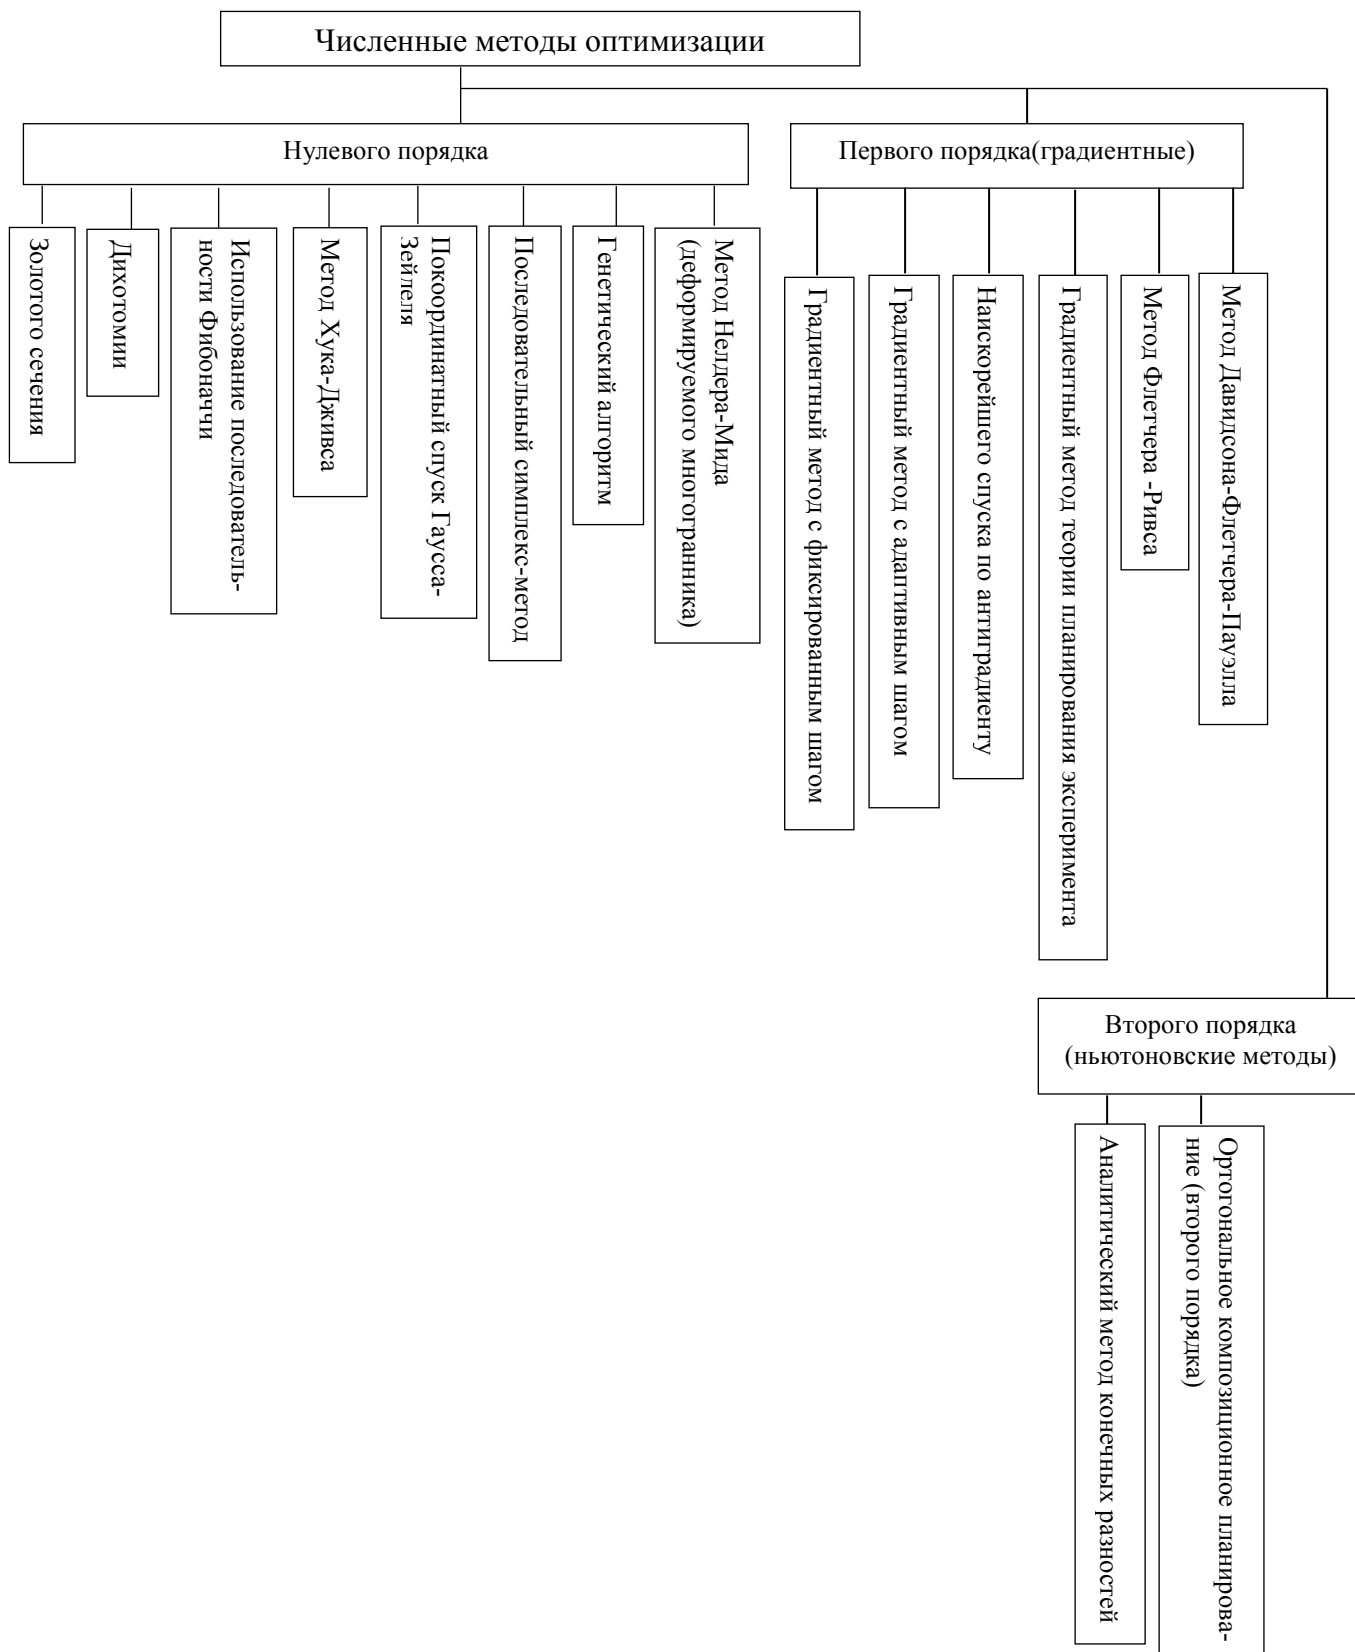 Численные методы оптимизации
Нулевого порядка
Первого порядка(градиентные)
Золотого сечения
Дихотомии
Использование последователь-
ности Фибоначчи
Метод Хука-Дживса
Покоординатный спуск Гаусса-
Зейлеля
Последовательный симплекс-метод
Генетический алгоритм
Метод Нелдера-Мида
(деформируемого многогранника)
Градиентный метод с фиксированным шагом
Градиентный метод с адаптивным шагом
Наискорейшего спуска по антиградиенту
Градиентный метод теории планирования эксперимента
Метод Флетчера -Ривса
Метод Давидсона-Флетчера-Пауэлла
Второго порядка
(ньютоновские методы)
Аналитический метод конечных разностей
Ортогональное композиционное планирова-
ние (второго порядка)